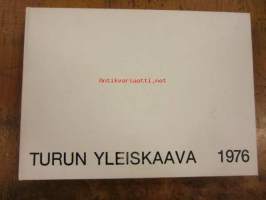 Antikvariaatti.net
TURUN YLEISKAAVA 1976